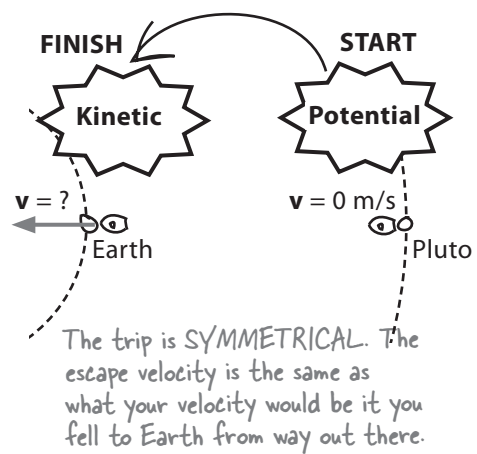 FINISH
START
Kinetic
Potential
v = ?
v = 0 m/s
Earth
Pluto
The trip is SYMMETRICAL. The
escape velocity is the same as
what your velocity would be it you
fell to Earth from way out there.